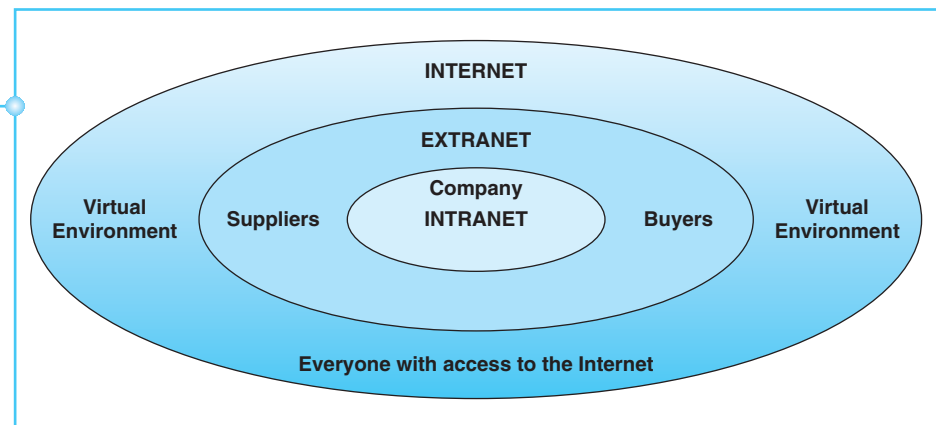 INTERNET
EXTRANET
Company
INTRANET
Virtual
Environment
Suppliers
Buyers
Virtual
Environment
Everyone with access to the Internet